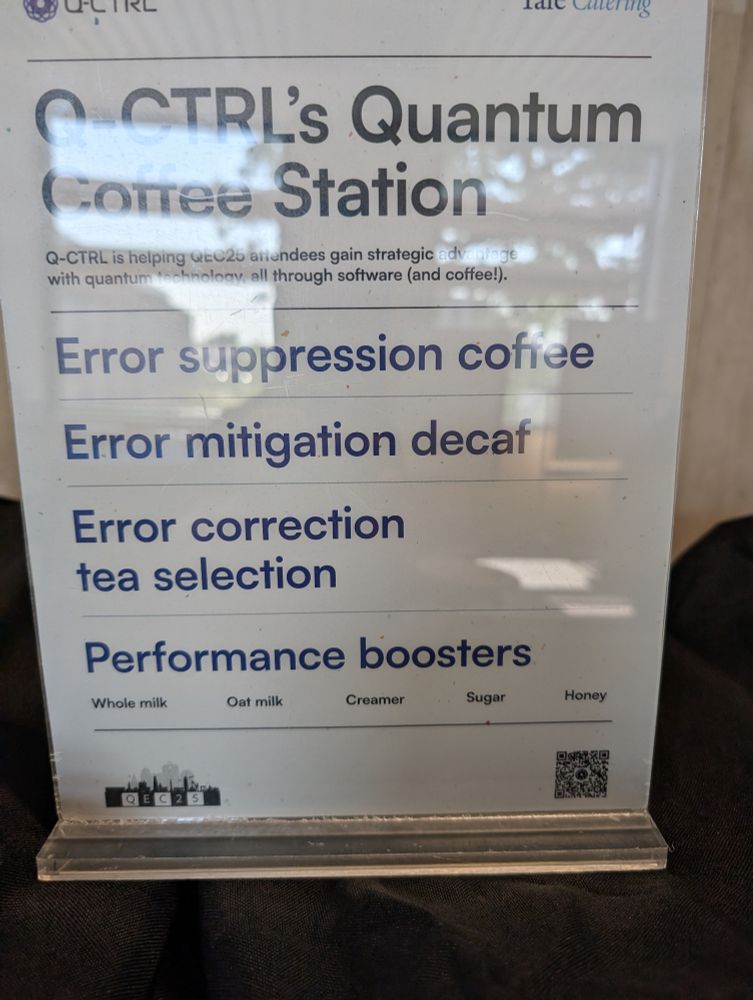 Q-CTRL
Yale Catering
Q-CTRL's Quantum
Coffee Station
Q-CTRL is helping QEC25 attendees gain strategic advantage
with quantum technology, all through software (and coffee!).
Error suppression coffee
Error mitigation decaf
Error correction
tea selection
Performance boosters
Whole milk Oat milk Creamer Sugar Honey
QEC25